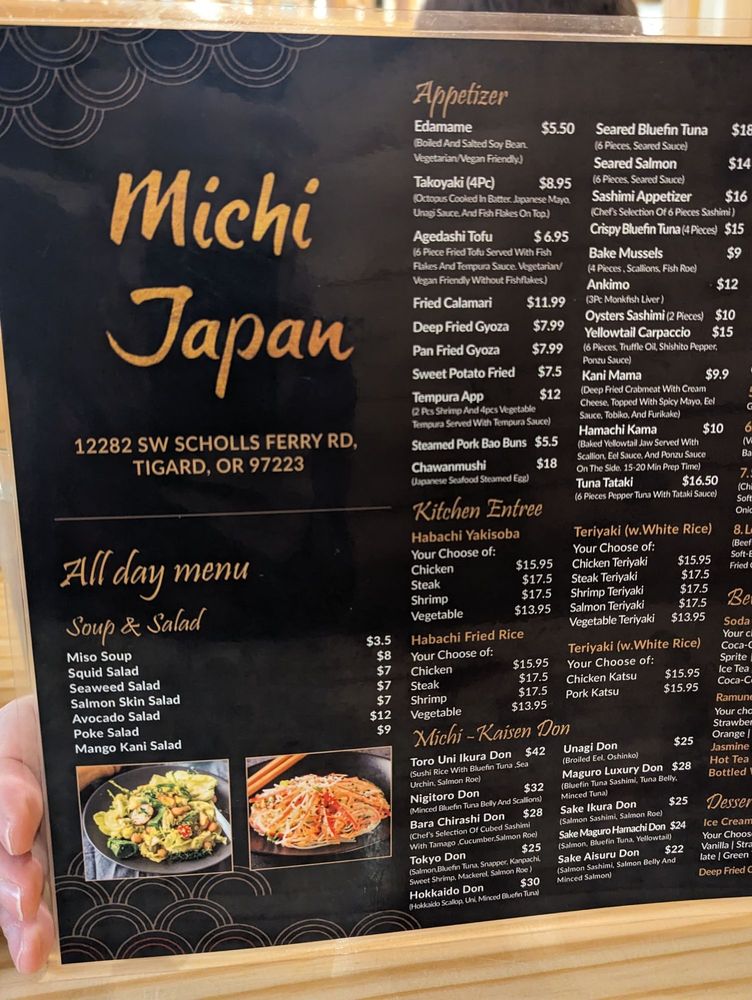 Michi
Japan
12282 SW SCHOLLS FERRY RD,
TIGARD, OR 97223
All day menu
Soup & Salad
Miso Soup $3.5
Squid Salad $8
Seaweed Salad $7
Salmon Skin Salad $7
Avocado Salad $7
Poke Salad $12
Mango Kani Salad $9
Appetizer
Edamame $5.50
(Boiled And Salted Soy Bean.
Vegetarian/Vegan Friendly.)
Takoyaki (4Pc) $8.95
(Octopus Cooked In Batter. Japanese Mayo,
Unagi Sauce, And Fish Flakes On Top.)
Agedashi Tofu $6.95
(6 Piece Fried Tofu Served With Fish
Flakes And Tempura Sauce. Vegetarian/
Vegan Friendly Without Fishflakes.)
Fried Calamari $11.99
Deep Fried Gyoza $7.99
Pan Fried Gyoza $7.99
Sweet Potato Fried $7.5
Tempura App $12
(2 Pcs Shrimp And 4pcs Vegetable
Tempura Served With Tempura Sauce)
Steamed Pork Bao Buns $5.5
Chawanmushi $18
(Japanese Seafood Steamed Egg)
Seared Bluefin Tuna $18
(6 Pieces, Seared Sauce)
Seared Salmon $14
(6 Pieces, Seared Sauce)
Sashimi Appetizer $16
(Chef's Selection Of 6 Pieces Sashimi )
Crispy Bluefin Tuna (4 Pieces) $15
Bake Mussels $9
(4 Pieces , Scallions, Fish Roe)
Ankimo $12
(3Pc Monkfish Liver )
Oysters Sashimi (2 Pieces) $10
Yellowtail Carpaccio $15
(6 Pieces, Truffle Oil, Shishito Pepper,
Ponzu Sauce)
Kani Mama $9.9
(Deep Fried Crabmeat With Cream
Cheese, Topped With Spicy Mayo, Eel
Sauce, Tobiko, And Furikake)
Hamachi Kama $10
(Baked Yellowtail Jaw Served With
Scallion, Eel Sauce, And Ponzu Sauce
On The Side. 15-20 Min Prep Time)
Tuna Tataki $16.50
(6 Pieces Pepper Tuna With Tataki Sauce)
Kitchen Entree
Habachi Yakisoba
Your Choose of:
Chicken $15.95
Steak $17.5
Shrimp $17.5
Vegetable $13.95
Habachi Fried Rice
Your Choose of:
Chicken $15.95
Steak $17.5
Shrimp $17.5
Vegetable $13.95
Teriyaki (w.White Rice)
Your Choose of:
Chicken Teriyaki $15.95
Steak Teriyaki $17.5
Shrimp Teriyaki $17.5
Salmon Teriyaki $17.5
Vegetable Teriyaki $13.95
Teriyaki (w.White Rice)
Your Choose of:
Chicken Katsu $15.95
Pork Katsu $15.95
Michi -Kaisen Don
Toro Uni Ikura Don $42
(Sushi Rice With Bluefin Tuna ,Sea
Urchin, Salmon Roe)
Nigitoro Don $32
(Minced Bluefin Tuna Belly And Scallions)
Bara Chirashi Don $28
(Chef's Selection Of Cubed Sashimi
With Tamago ,Cucumber,Salmon Roe)
Tokyo Don $25
(Salmon,Bluefin Tuna, Snapper, Kanpachi,
Sweet Shrimp, Mackerel, Salmon Roe )
Hokkaido Don $30
(Hokkaido Scallop, Uni, Minced Bluefin Tuna)
Unagi Don $25
(Broiled Eel, Oshinko)
Maguro Luxury Don $28
(Bluefin Tuna Sashimi, Tuna Belly,
Minced Tuna)
Sake Ikura Don $25
(Salmon Sashimi, Salmon Roe)
Sake Maguro Hamachi Don $24
(Salmon, Bluefin Tuna, Yellowtail)
Sake Aisuru Don $22
(Salmon Sashimi, Salmon Belly And
Minced Salmon)
7.
8.
(Beef
Soft-
Fried
Soda
Your
Coca-
Sprite |
Ice Tea
Coca-
Orange |
Jasmine
Hot Tea
Bottled
Ice Cream
Your Choose
Vanilla |
late | Green
Deep Fried